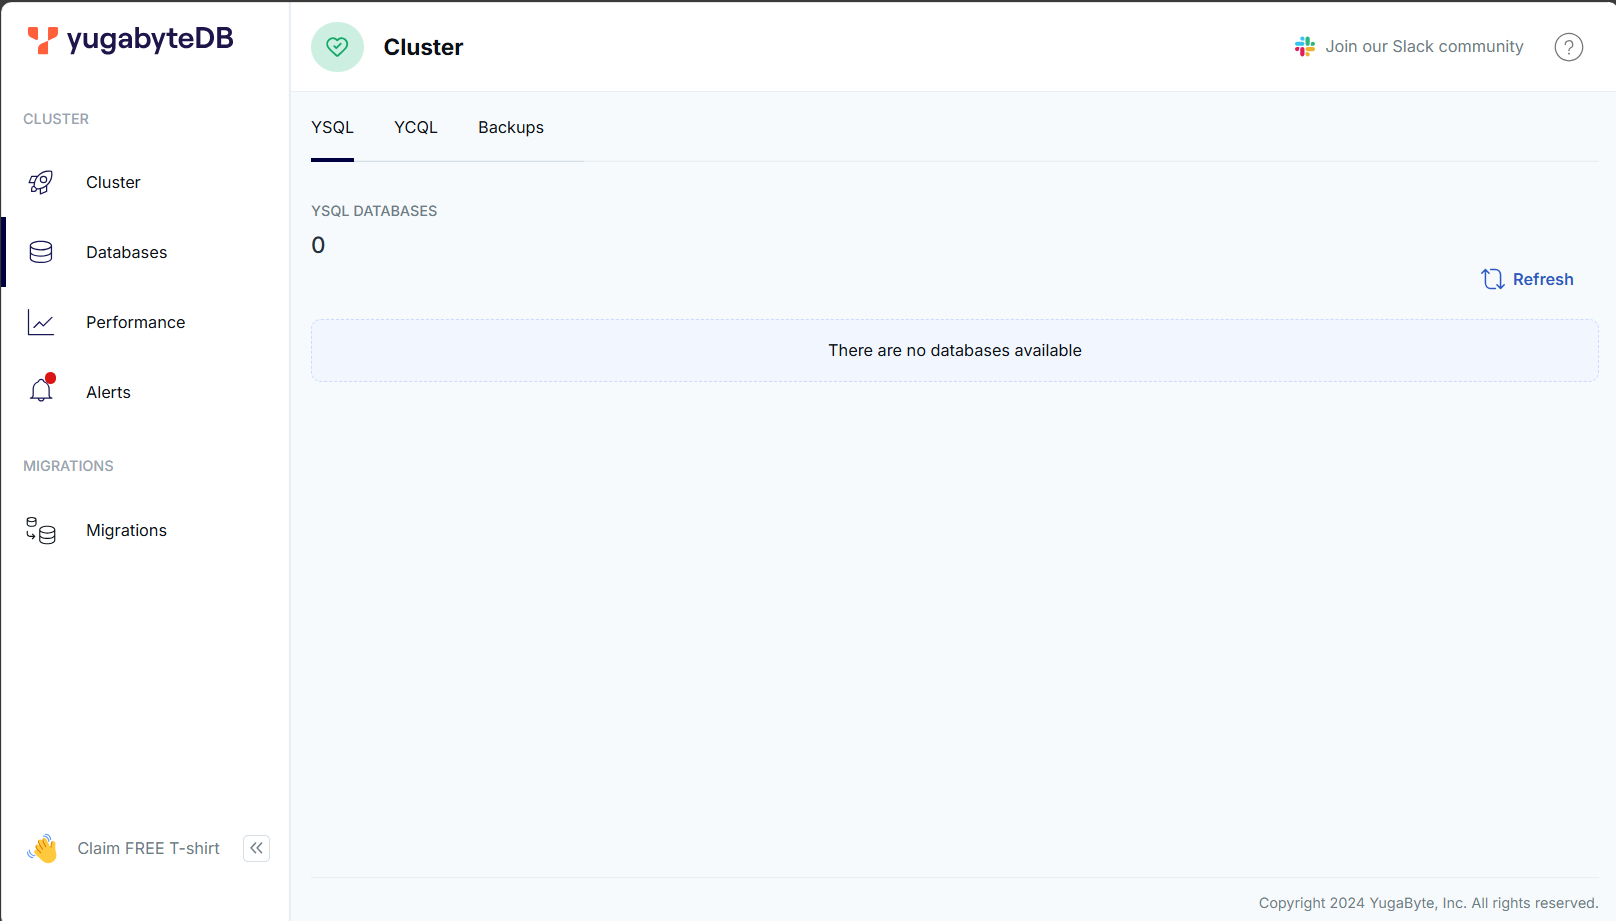 yugabyteDB
Cluster
Join our Slack community
?
CLUSTER
Cluster
Databases
Performance
Alerts
MIGRATIONS
Migrations
Claim FREE T-shirt
YSQL
YCQL
Backups
YSQL DATABASES
0
Refresh
There are no databases available
Copyright 2024 YugaByte, Inc. All rights reserved.